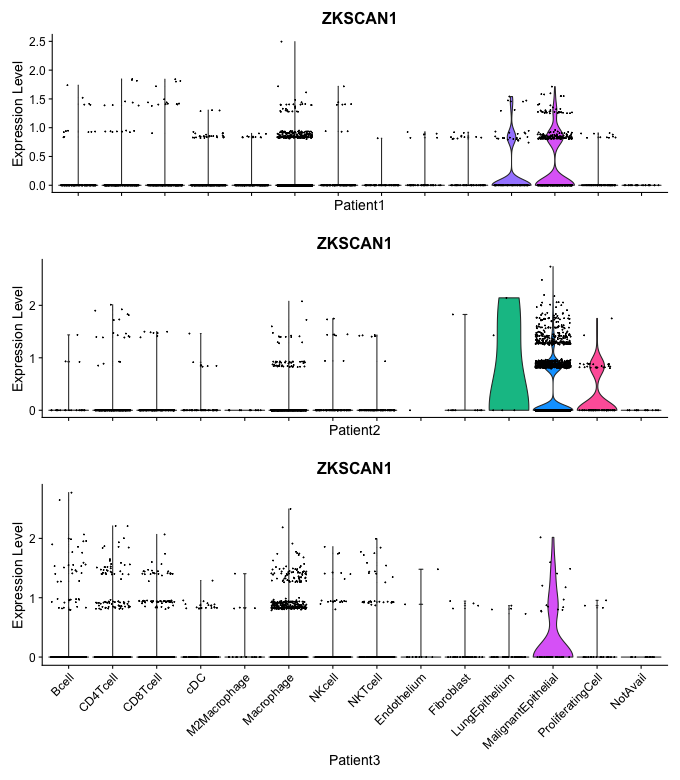 ZKSCAN1
Expression Level
2.5
2.0
1.5
1.0
0.5
0.0
Patient1
ZKSCAN1
Expression Level
2
1
0
Patient2
ZKSCAN1
Expression Level
2
1
0
Bcell
CD4Tcell
CD8Tcell
cDC
M2Macrophage
Macrophage
NKcell
NKTcell
Endothelium
Fibroblast
LungEpithelium
MalignantEpithelial
ProliferatingCell
NotAvail
Patient3